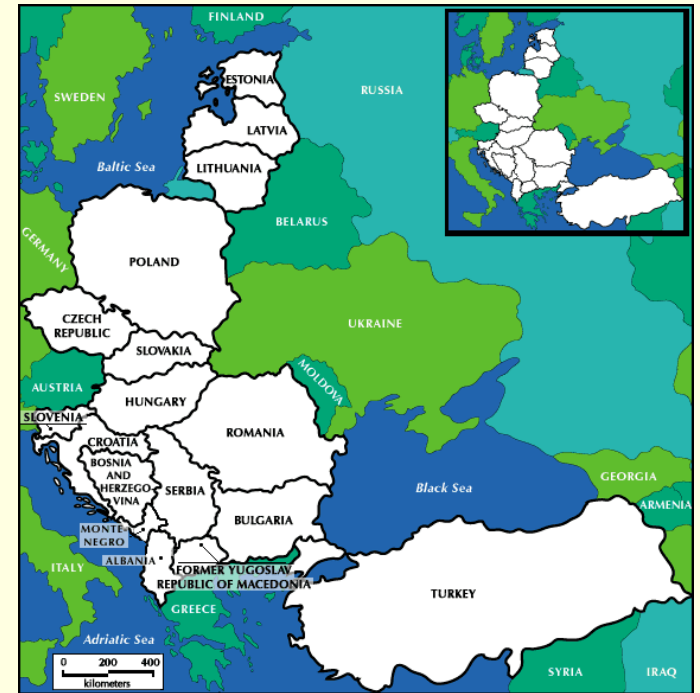 FINLAND
SWEDEN
ESTONIA
RUSSIA
LATVIA
Baltic Sea
LITHUANIA
BELARUS
GERMANY
POLAND
CZECH
REPUBLIC
UKRAINE
SLOVAKIA
AUSTRIA
MOLDOVA
HUNGARY
SLOVENIA
ROMANIA
CROATIA
BOSNIA
AND
HERZEGO
VINA
SERBIA
Black Sea
GEORGIA
ARMENIA
BULGARIA
MONTE-
NEGRO
ALBANIA
ITALY
FORMER YUGOSLAV
REPUBLIC OF MACEDONIA
TURKEY
GREECE
Adriatic Sea
0 200 400
kilometers
SYRIA
IRAQ